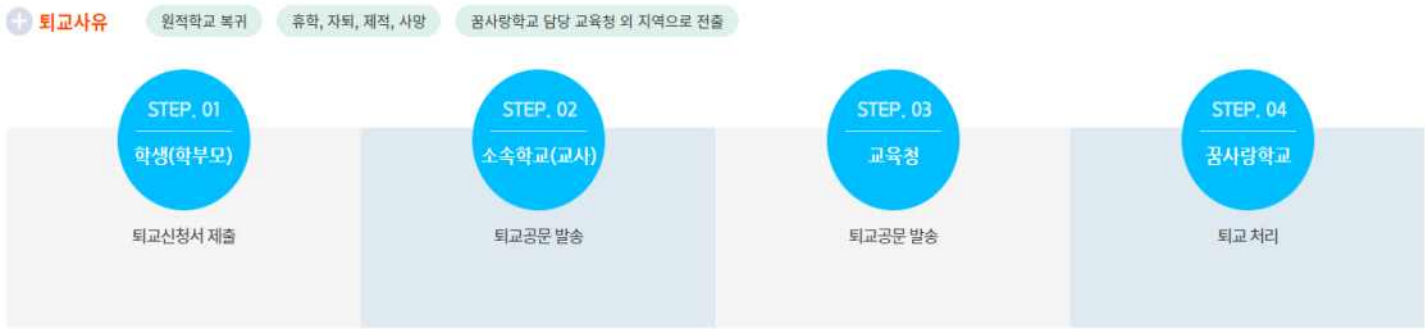 퇴교사유 원적학교 복귀 휴학, 자퇴, 제적, 사망 꿈사랑학교 담당 교육청 외 지역으로 전출
STEP. 01
학생(학부모)
퇴교신청서 제출
STEP. 02
소속학교(교사)
퇴교공문 발송
STEP. 03
교육청
퇴교공문 발송
STEP. 04
꿈사랑학교
퇴교 처리